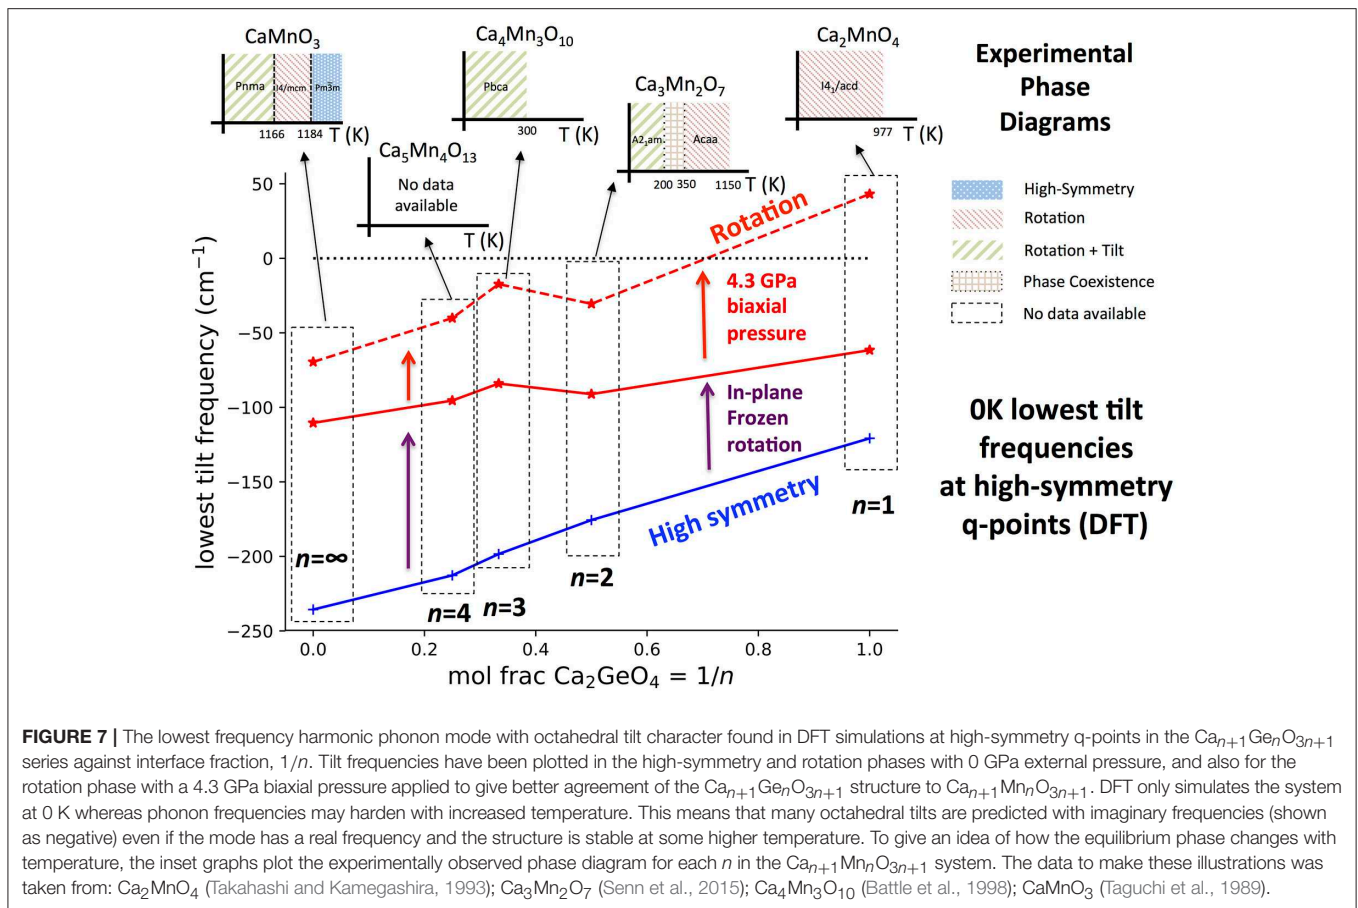 CaMnO3
Pnma
I4/mcm
Pm3̄m
1166
1184
T (K)
Ca4Mn3O10
Pbca
300
T (K)
Ca5Mn4O13
No data
available
T (K)
Ca3Mn2O7
A21am
Acaa
200
350
1150
T (K)
Ca2MnO4
I41/acd
977
T (K)
Experimental
Phase
Diagrams
High-Symmetry
Rotation
Rotation + Tilt
Phase Coexistence
No data available
0K lowest tilt
frequencies
at high-symmetry
q-points (DFT)
lowest tilt frequency (cm−1)
50
0
−50
−100
−150
−200
−250
Rotation
4.3 GPa
biaxial
pressure
In-plane
Frozen
rotation
High symmetry
n=∞
n=4
n=3
n=2
n=1
0.0
0.2
0.4
0.6
0.8
1.0
mol frac Ca2GeO4 = 1/n
FIGURE 7 | The lowest frequency harmonic phonon mode with octahedral tilt character found in DFT simulations at high-symmetry q-points in the Can+1GenO3n+1
series against interface fraction, 1/n. Tilt frequencies have been plotted in the high-symmetry and rotation phases with 0 GPa external pressure, and also for the
rotation phase with a 4.3 GPa biaxial pressure applied to give better agreement of the Can+1GenO3n+1 structure to Can+1MnnO3n+1. DFT only simulates the system
at 0 K whereas phonon frequencies may harden with increased temperature. This means that many octahedral tilts are predicted with imaginary frequencies (shown
as negative) even if the mode has a real frequency and the structure is stable at some higher temperature. To give an idea of how the equilibrium phase changes with
temperature, the inset graphs plot the experimentally observed phase diagram for each n in the Can+1MnnO3n+1 system. The data to make these illustrations was
taken from: Ca2MnO4 (Takahashi and Kamegashira, 1993); Ca3Mn2O7 (Senn et al., 2015); Ca4Mn3O10 (Battle et al., 1998); CaMnO3 (Taguchi et al., 1989).